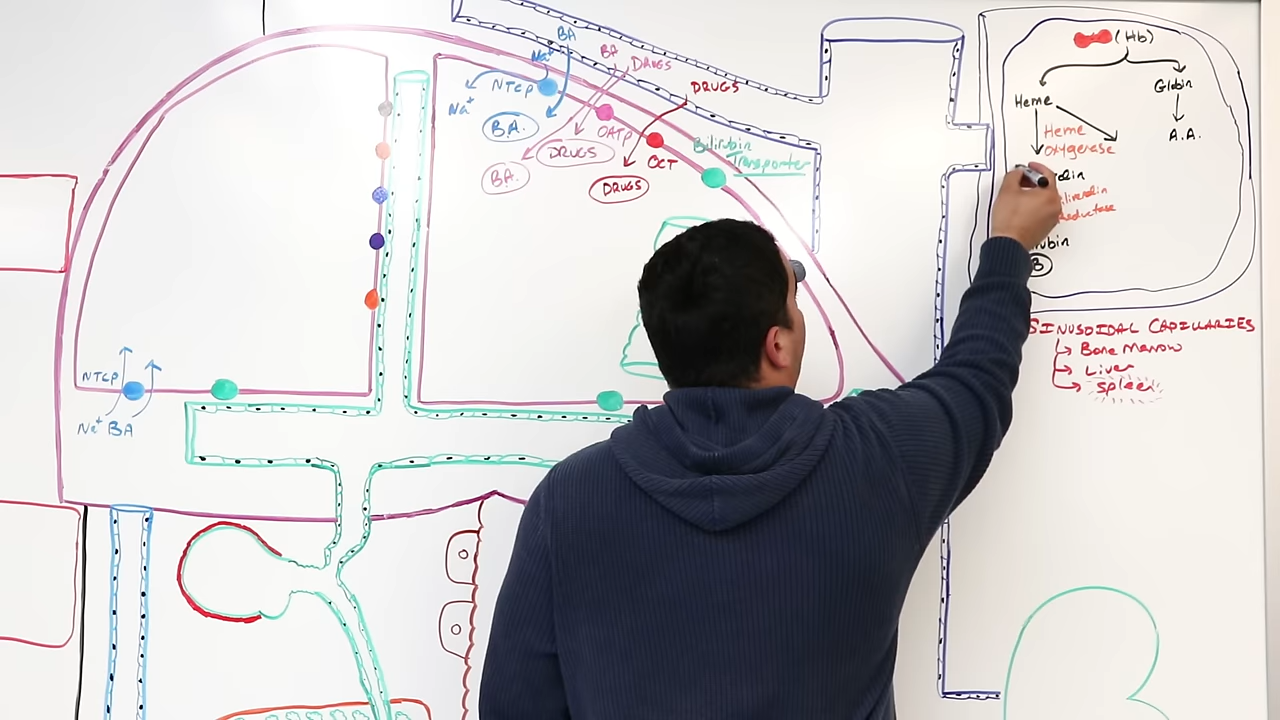 BA
Na⁺
NTCP
Na⁺
B.A.
BA
DRUGS
DRUGS
OATP
DRUGS
B.A.
OCT
DRUGS
Bilirubin
Transporter
NTCP
Na⁺ BA
(Hb)
Heme
Globin
A.A.
Heme
Oxygenase
B
SINUSOIDAL CAPILLARIES
Bone Marrow
Liver
Spleen